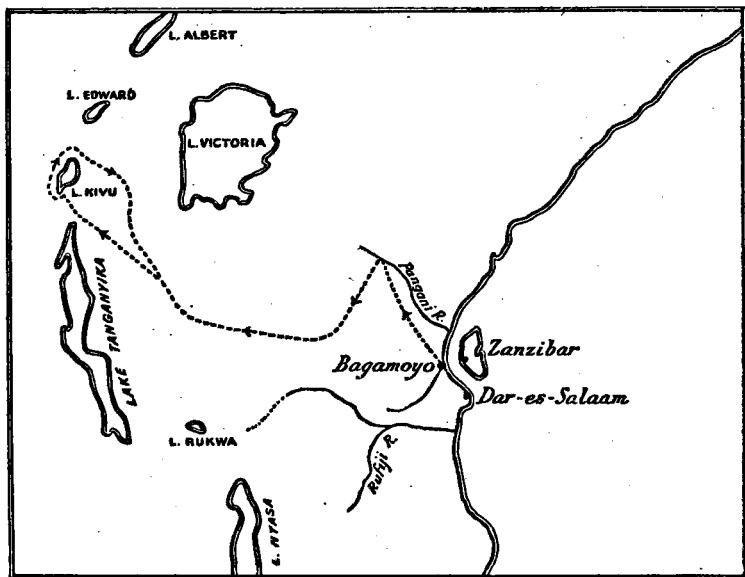 L. ALBERT
L. EDWARD
L. VICTORIA
L. KIVU
LAKE TANGANYIKA
Pangani R.
Zanzibar
Bagamoyo
Dar-es-Salaam
L. RUKWA
Rufiji R.
L. NYASA